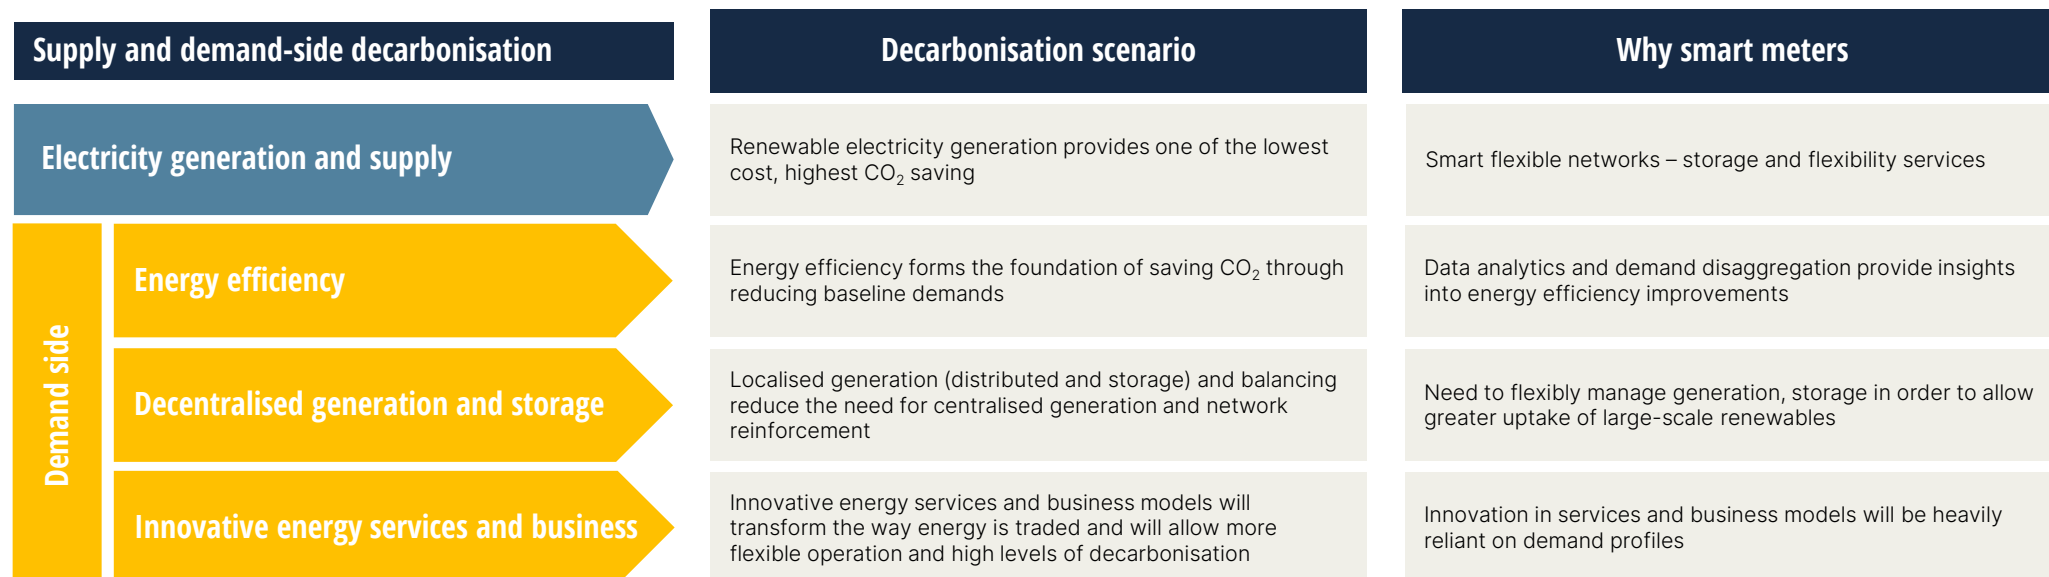 Supply and demand-side decarbonisation
Decarbonisation scenario
Why smart meters
Electricity generation and supply
Renewable electricity generation provides one of the lowest
cost, highest CO₂ saving
Smart flexible networks – storage and flexibility services
Demand side
Energy efficiency
Energy efficiency forms the foundation of saving CO₂ through
reducing baseline demands
Data analytics and demand disaggregation provide insights
into energy efficiency improvements
Decentralised generation and storage
Localised generation (distributed and storage) and balancing
reduce the need for centralised generation and network
reinforcement
Need to flexibly manage generation, storage in order to allow
greater uptake of large-scale renewables
Innovative energy services and business
Innovative energy services and business models will
transform the way energy is traded and will allow more
flexible operation and high levels of decarbonisation
Innovation in services and business models will be heavily
reliant on demand profiles